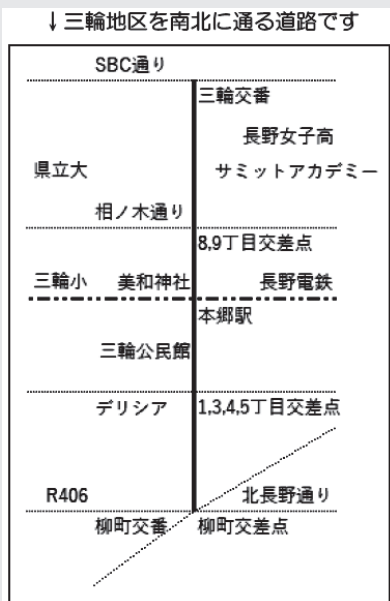 ↓三輪地区を南北に通る道路です
SBC通り
三輪交番
長野女子高
県立大
サミットアカデミー
相ノ木通り
8,9丁目交差点
三輪小
美和神社
長野電鉄
本郷駅
三輪公民館
デリシア
1,3,4,5丁目交差点
R406
北長野通り
柳町交番
柳町交差点